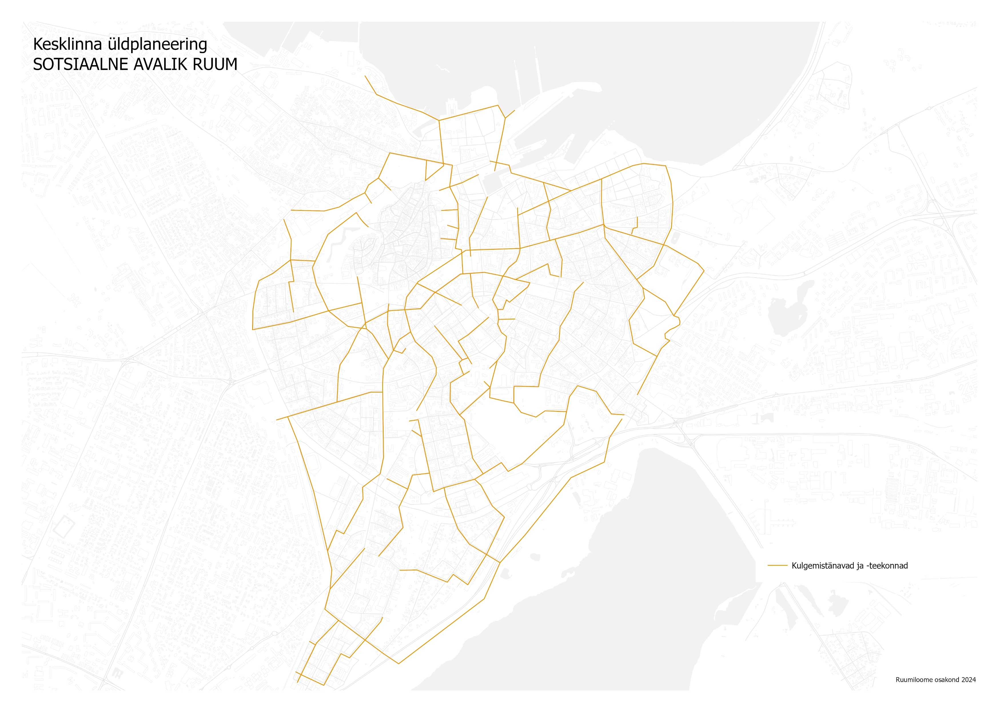 Kesklinna üldplaneering
SOTSIAALNE AVALIK RUUM
Kulgemistänavad ja -teekonnad
Ruumiloome osakond 2024